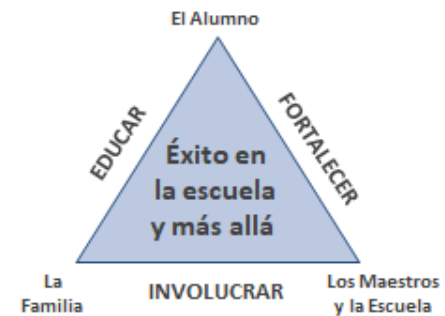 El Alumno
EDUCAR
FORTALECER
Éxito en
la escuela
y más allá
La
Familia
INVOLUCRAR
Los Maestros
y la Escuela